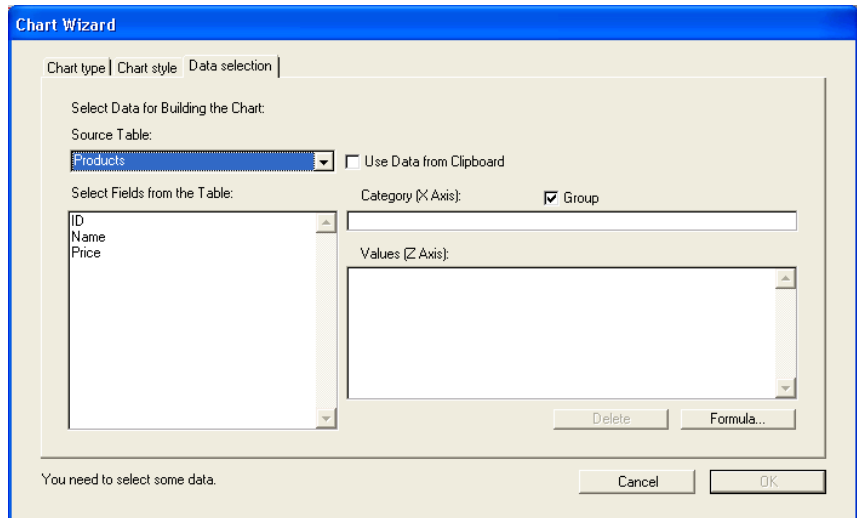 Chart Wizard
Chart type Chart style Data selection
Select Data for Building the Chart:
Source Table:
Products Use Data from Clipboard
Select Fields from the Table: Category (X Axis): Group
ID
Name
Price
Values (Z Axis):
Delete Formula...
You need to select some data. Cancel OK